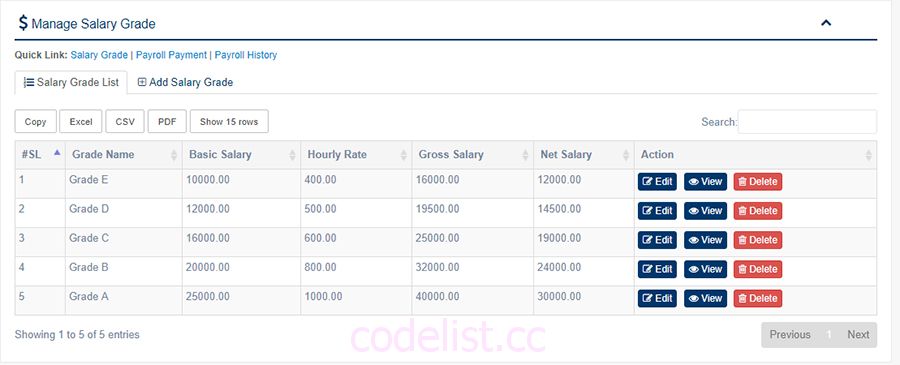 $ Manage Salary Grade
Quick Link: Salary Grade | Payroll Payment | Payroll History
Salary Grade List Add Salary Grade
Copy Excel CSV PDF Show 15 rows Search:
#SL Grade Name Basic Salary Hourly Rate Gross Salary Net Salary Action
1 Grade E 10000.00 400.00 16000.00 12000.00 Edit View Delete
2 Grade D 12000.00 500.00 19500.00 14500.00 Edit View Delete
3 Grade C 16000.00 600.00 25000.00 19000.00 Edit View Delete
4 Grade B 20000.00 800.00 32000.00 24000.00 Edit View Delete
5 Grade A 25000.00 1000.00 40000.00 30000.00 Edit View Delete
Showing 1 to 5 of 5 entries Previous 1 Next
codelist.cc